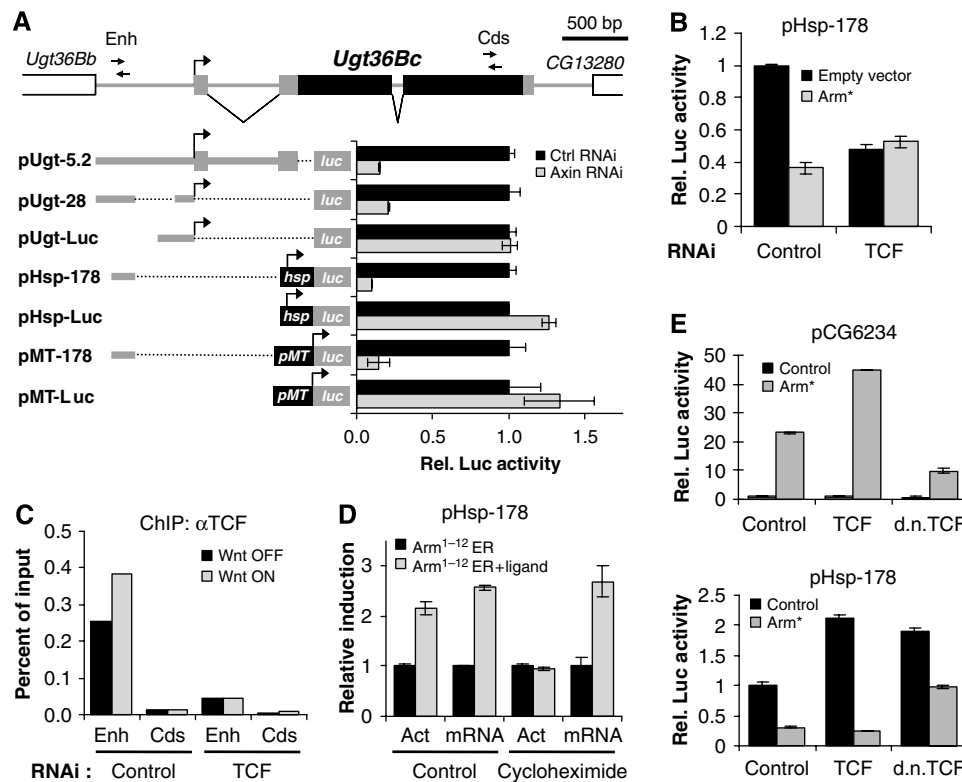 A
500 bp
Ugt36Bb
Enh
Ugt36Bc
Cds
CG13280
pUgt-5.2
luc
pUgt-28
luc
pUgt-Luc
luc
pHsp-178
hsp
luc
pHsp-Luc
hsp
luc
pMT-178
pMT
luc
pMT-Luc
pMT
luc
Ctrl RNAi
Axin RNAi
0.0
0.5
1.0
1.5
Rel. Luc activity
B
pHsp-178
Rel. Luc activity
1.2
1
0.8
0.6
0.4
0.2
0
Empty vector
Arm*
RNAi
Control
TCF
C
ChIP: αTCF
Percent of input
0.5
0.4
0.3
0.2
0.1
0.0
Wnt OFF
Wnt ON
Enh
Cds
Enh
Cds
RNAi :
Control
TCF
D
pHsp-178
Relative induction
3
2
1
0
Arm1–12 ER
Arm1–12 ER+ligand
Act
mRNA
Act
mRNA
Control
Cycloheximide
E
pCG6234
Rel. Luc activity
50
40
30
20
10
0
Control
Arm*
Control
TCF
d.n.TCF
pHsp-178
Rel. Luc activity
2.5
2
1.5
1
0.5
0
Control
Arm*
Control
TCF
d.n.TCF